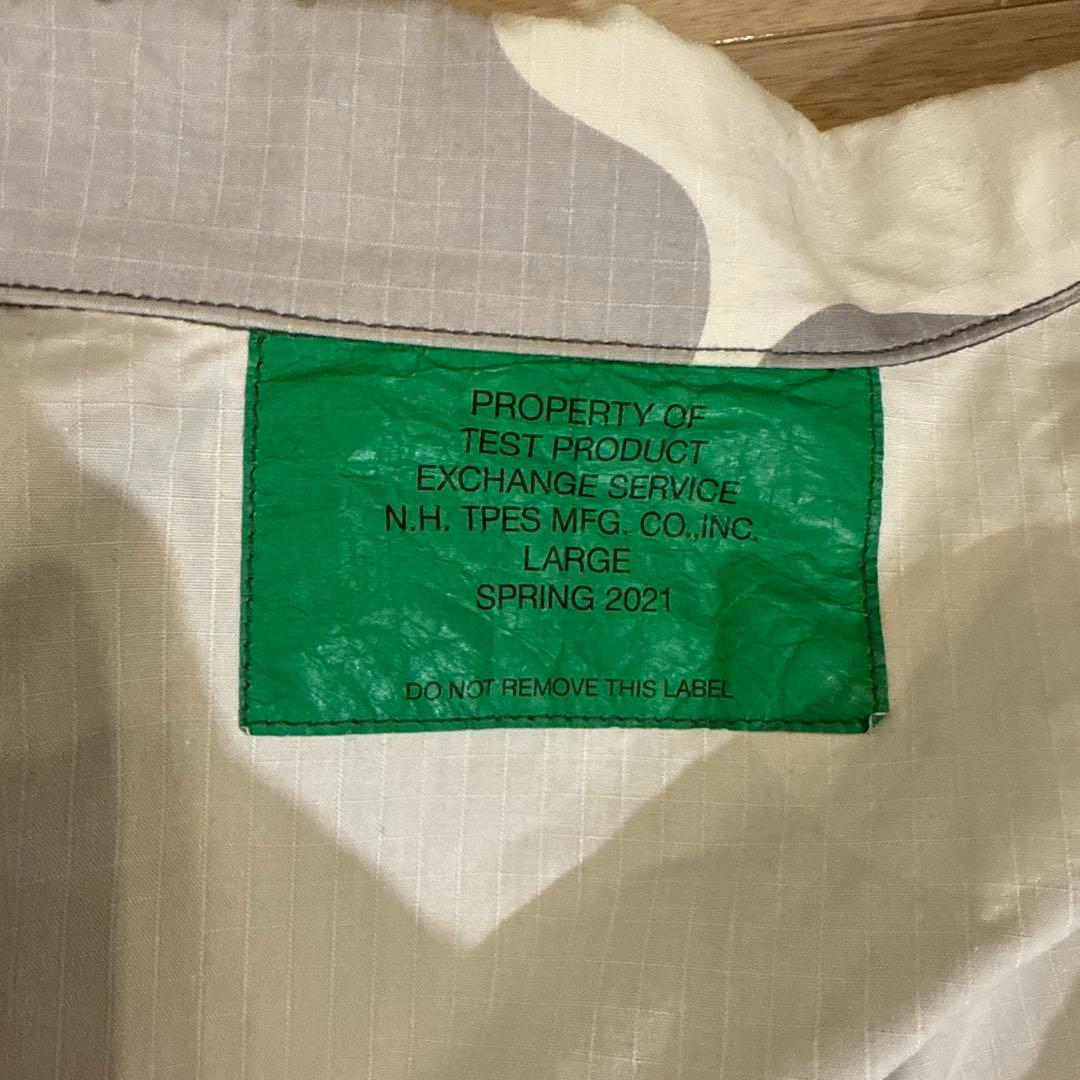 PROPERTY OF
TEST PRODUCT
EXCHANGE SERVICE
N.H. TPES MFG. CO.,INC.
LARGE
SPRING 2021
DO NOT REMOVE THIS LABEL